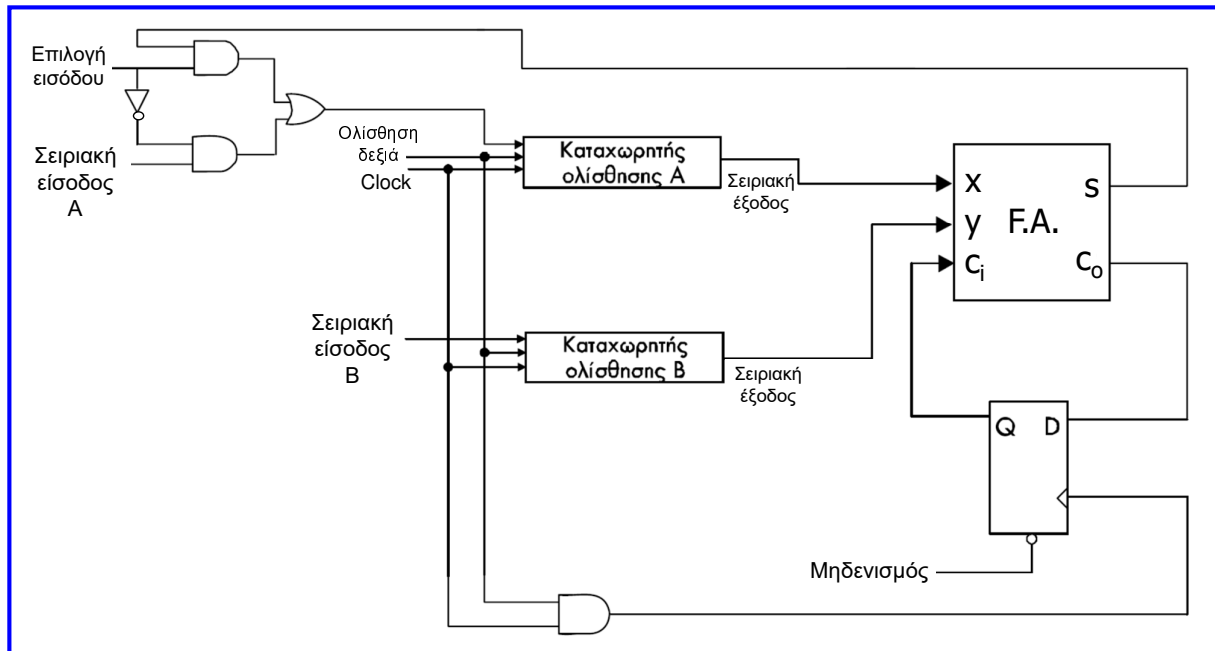 Επιλογή
εισόδου
Σειριακή
είσοδος
Α
Ολίσθηση
δεξιά
Clock
Καταχωρητής
ολίσθησης Α
Σειριακή
έξοδος
x
y
ci
F.A.
s
co
Σειριακή
είσοδος
Β
Καταχωρητής
ολίσθησης Β
Σειριακή
έξοδος
Q D
Μηδενισμός